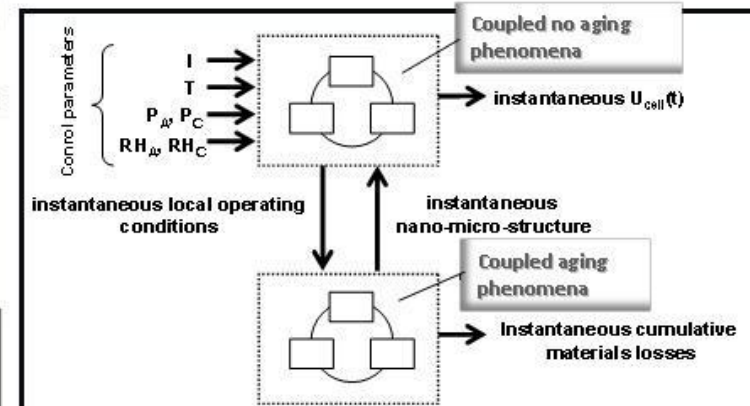 Coupled no aging
phenomena
Control parameters
I
T
P_A, P_C
RH_A, RH_C
instantaneous U_cell(t)
instantaneous local operating
conditions
instantaneous
nano-micro-structure
Coupled aging
phenomena
Instantaneous cumulative
materials losses